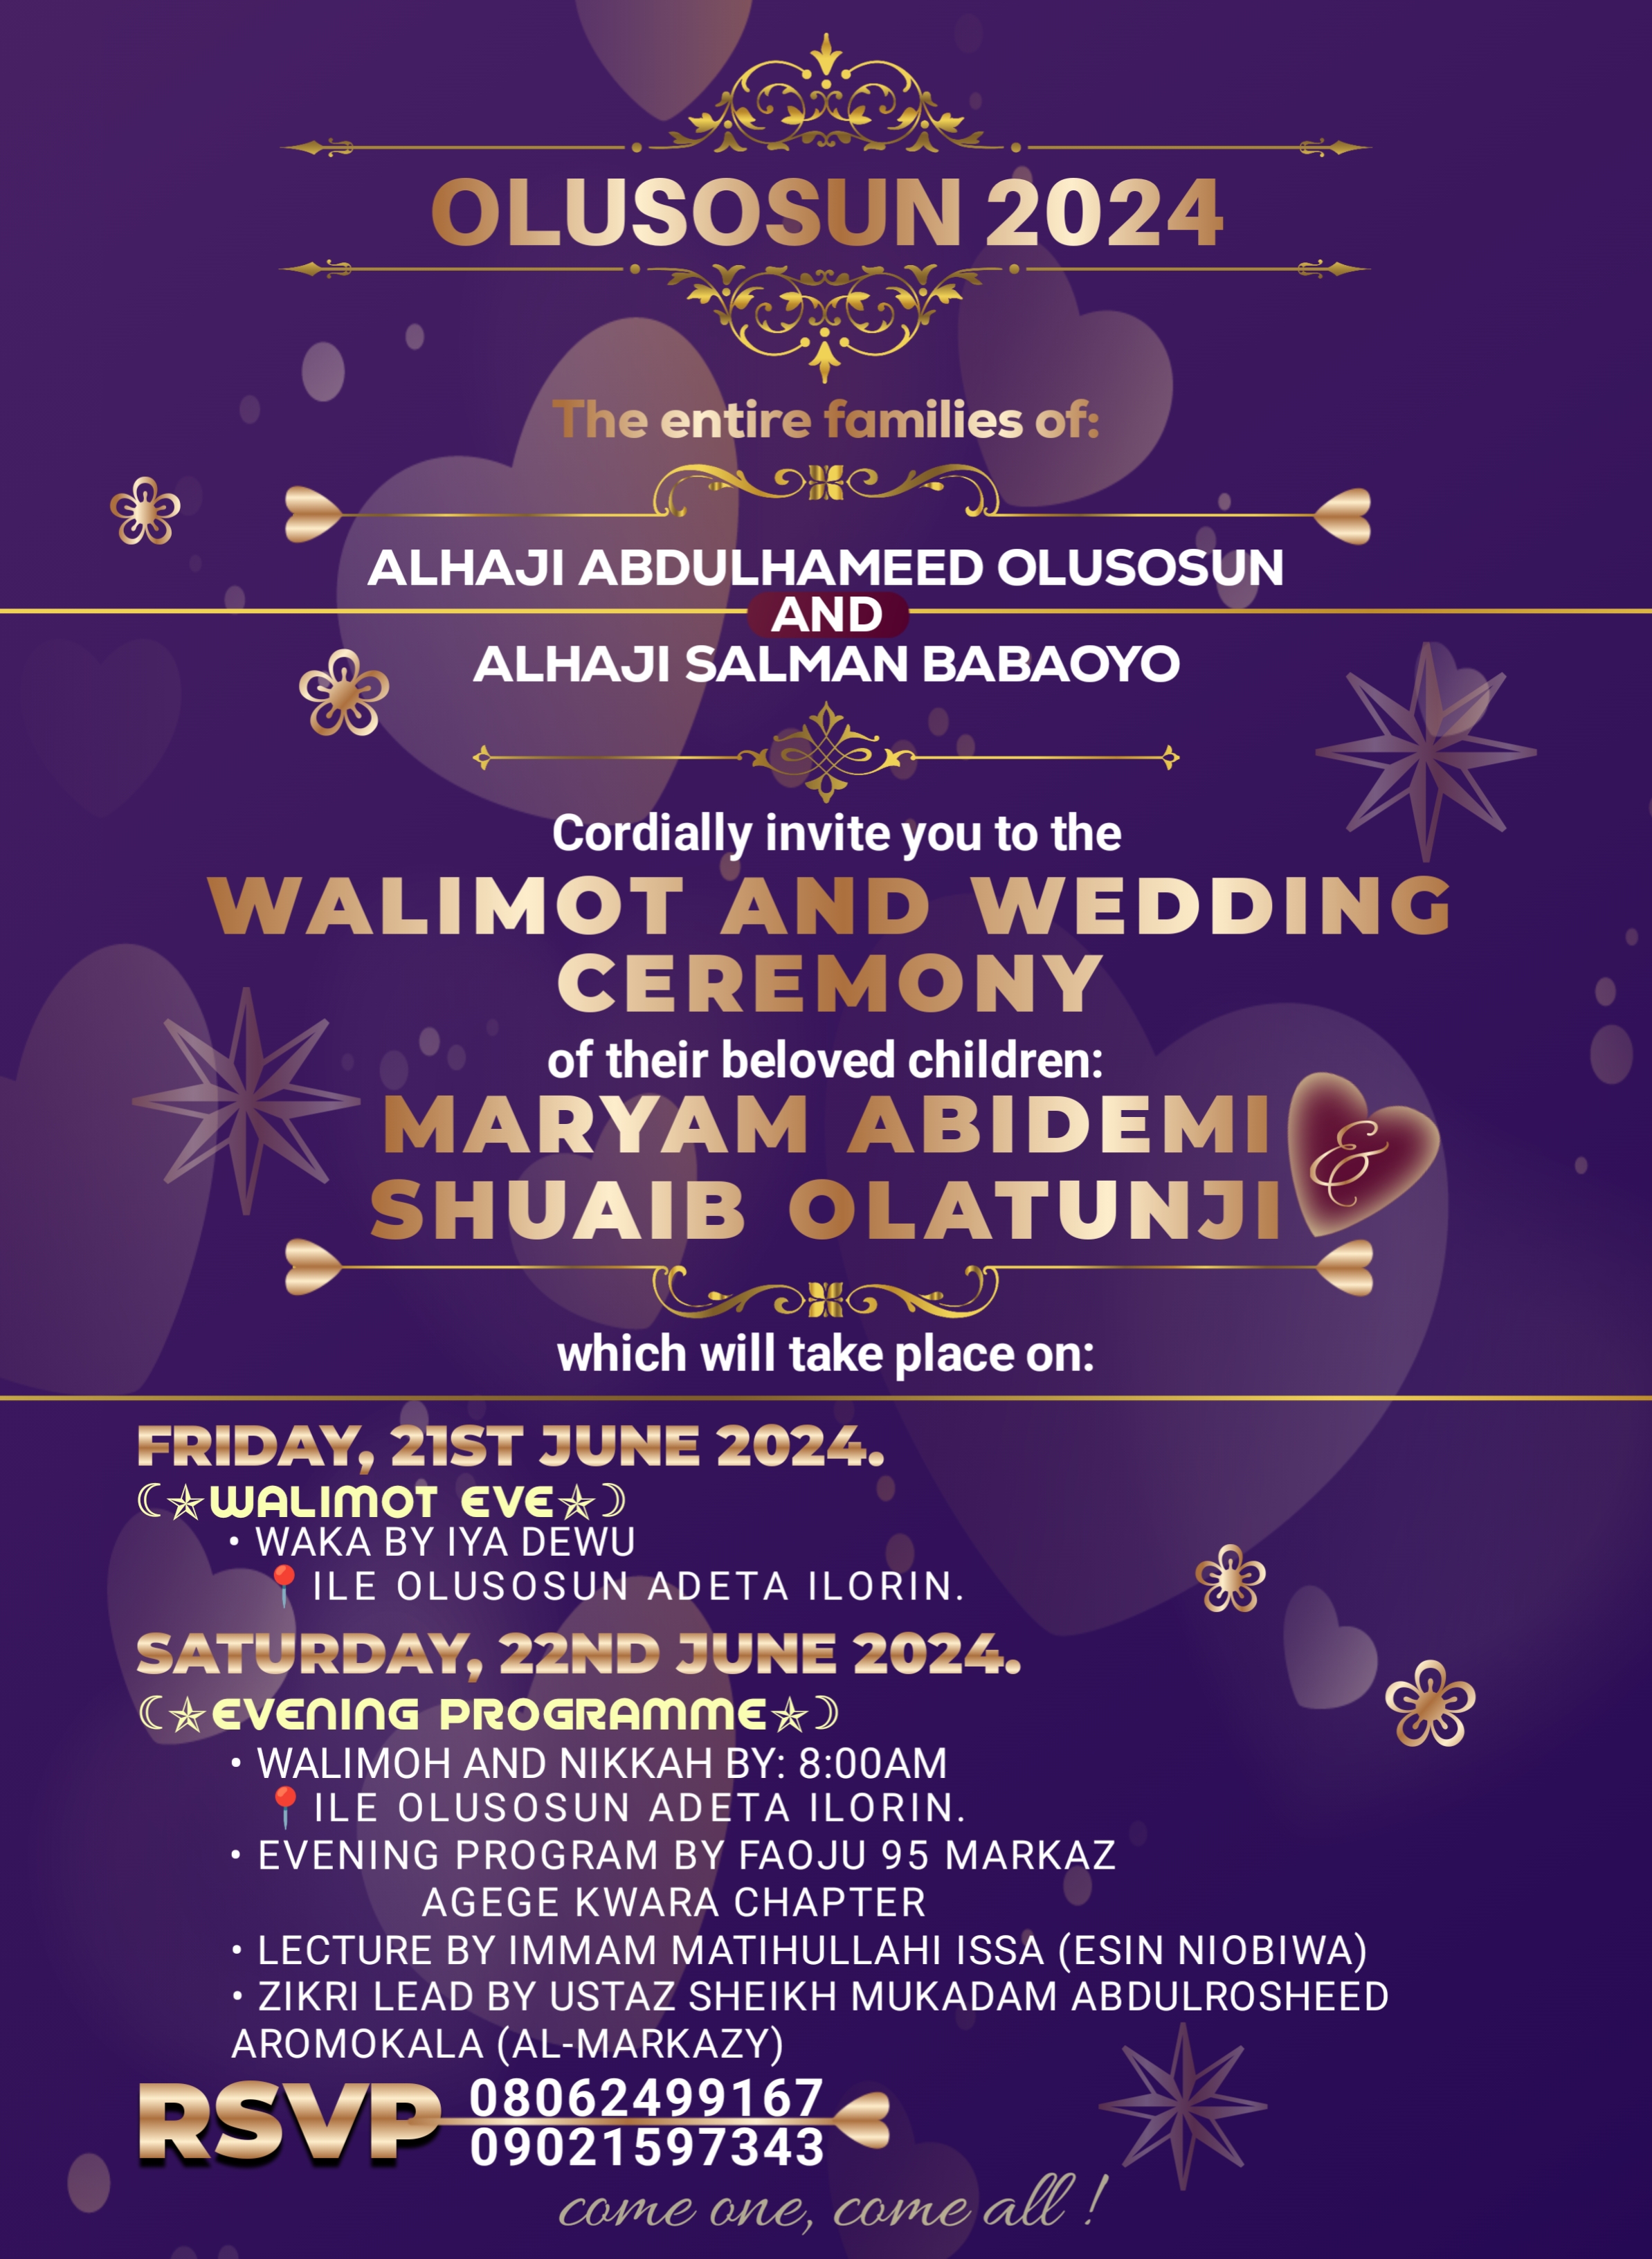 OLUSOSUN 2024
The entire families of:
ALHAJI ABDULHAMEED OLUSOSUN
AND
ALHAJI SALMAN BABAOYO
Cordially invite you to the
WALIMOT AND WEDDING
CEREMONY
of their beloved children:
MARYAM ABIDEMI
&
SHUAIB OLATUNJI
which will take place on:
FRIDAY, 21ST JUNE 2024.
☾✯WALIMOT EVE✯☽
• WAKA BY IYA DEWU
📍ILE OLUSOSUN ADETA ILORIN.
SATURDAY, 22ND JUNE 2024.
☾✯EVENING PROGRAMME✯☽
• WALIMOH AND NIKKAH BY: 8:00AM
📍ILE OLUSOSUN ADETA ILORIN.
• EVENING PROGRAM BY FAOJU 95 MARKAZ
AGEGE KWARA CHAPTER
• LECTURE BY IMMAM MATIHULLAHI ISSA (ESIN NIOBIWA)
• ZIKRI LEAD BY USTAZ SHEIKH MUKADAM ABDULROSHEED
AROMOKALA (AL-MARKAZY)
RSVP
08062499167
09021597343
come one, come all !